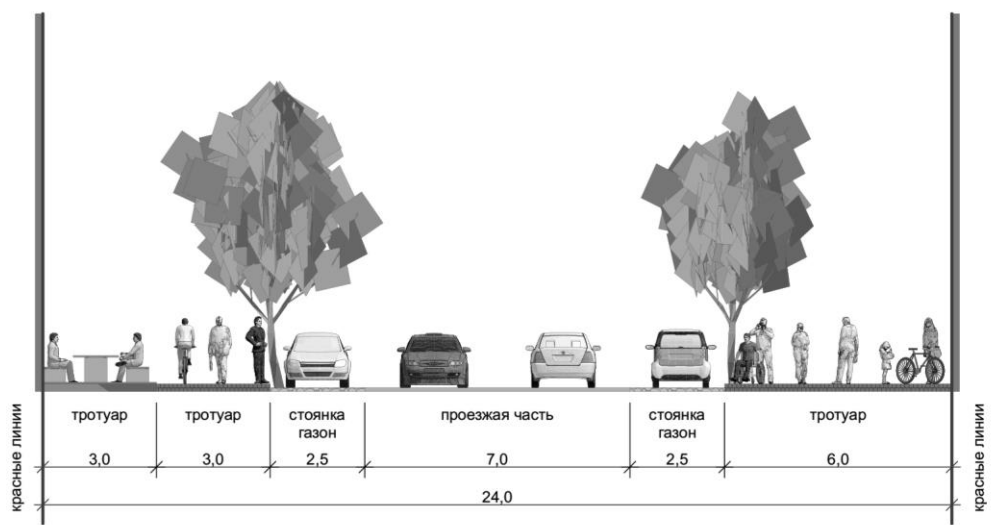 тротуар
тротуар
стоянка
газон
проезжая часть
стоянка
газон
тротуар
3,0
3,0
2,5
7,0
2,5
6,0
24,0
красные линии
красные линии